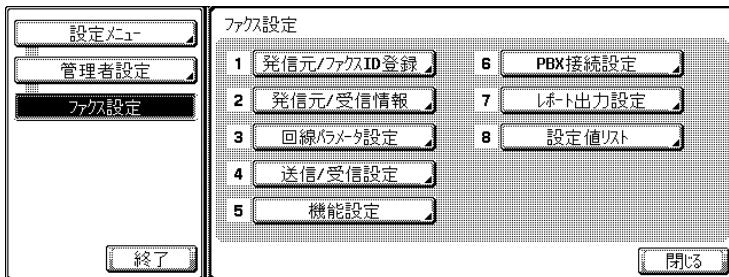 設定メニュー
管理者設定
ファクス設定
終了
ファクス設定
1 発信元/ファクスID登録
2 発信元/受信情報
3 回線パラメータ設定
4 送信/受信設定
5 機能設定
6 PBX接続設定
7 レポート出力設定
8 設定値リスト
閉じる